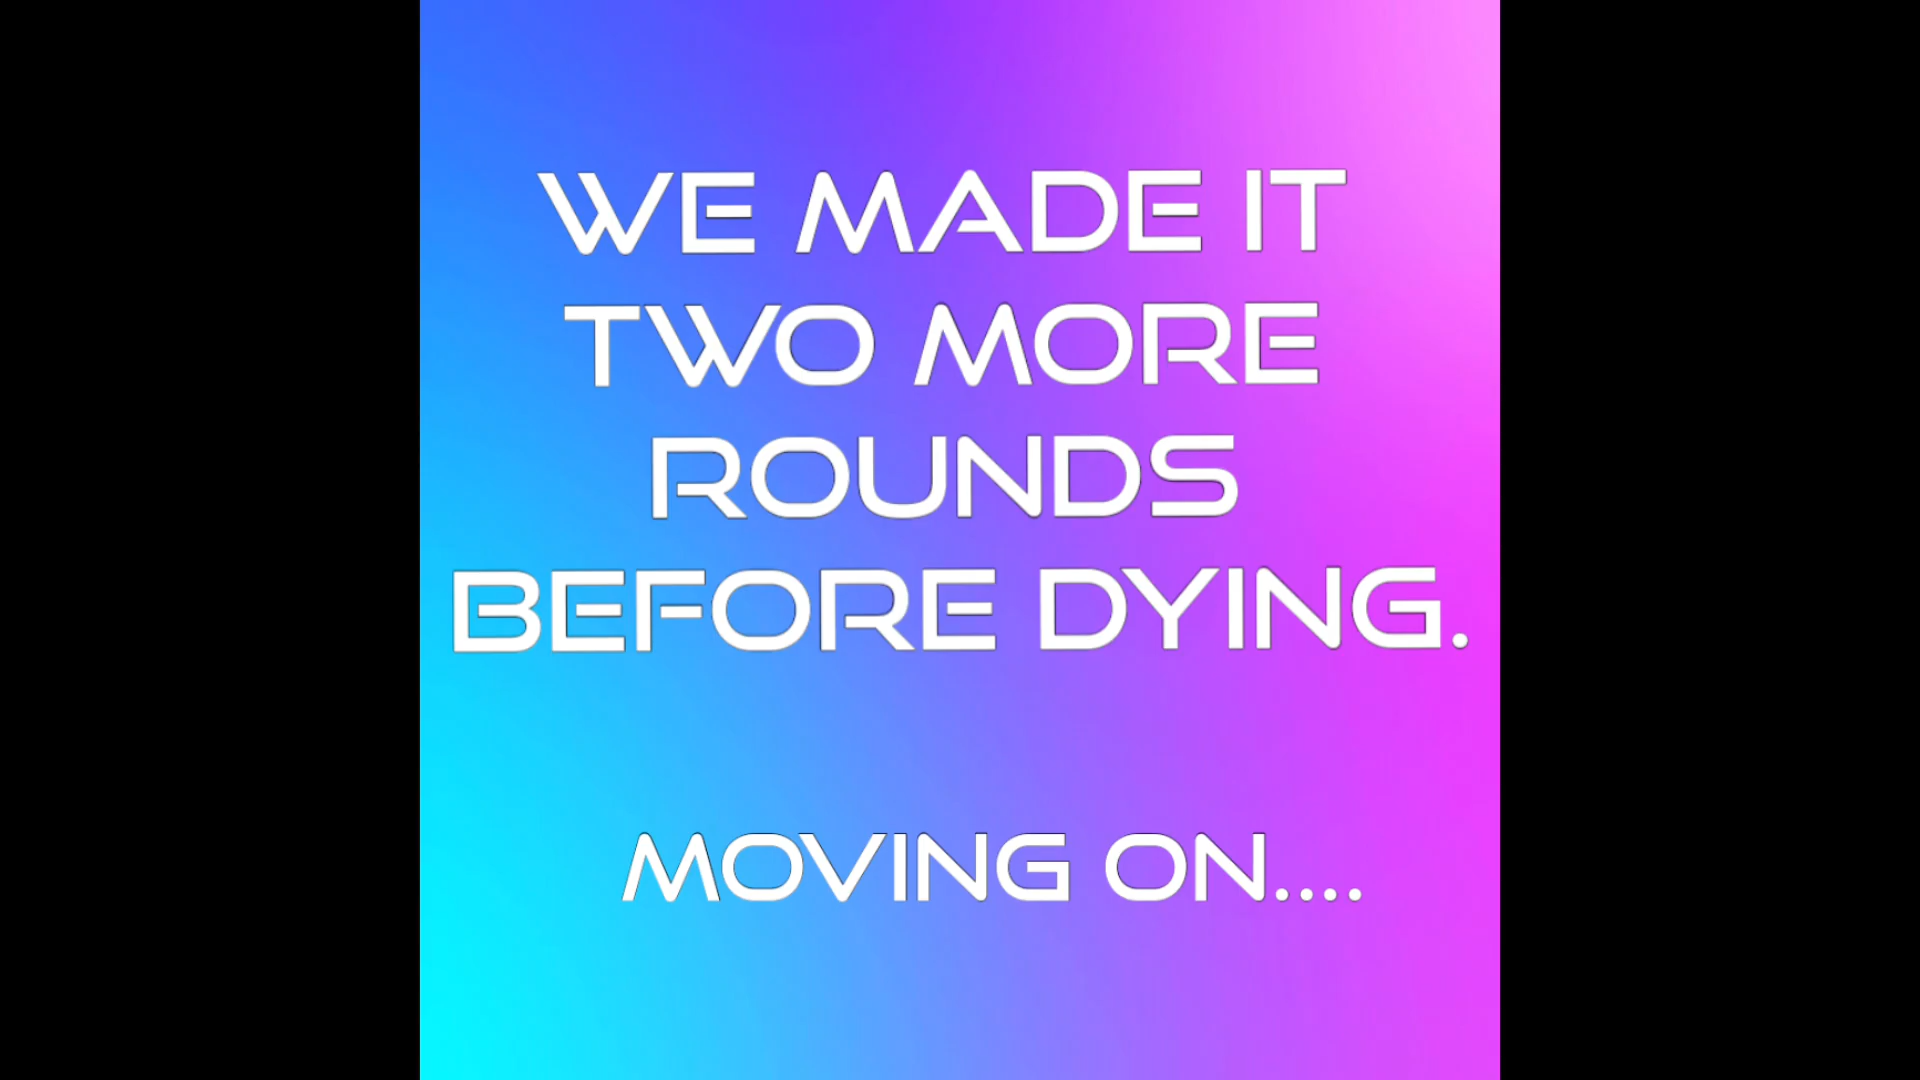 WE MADE IT
TWO MORE
ROUNDS
BEFORE DYING.
MOVING ON....